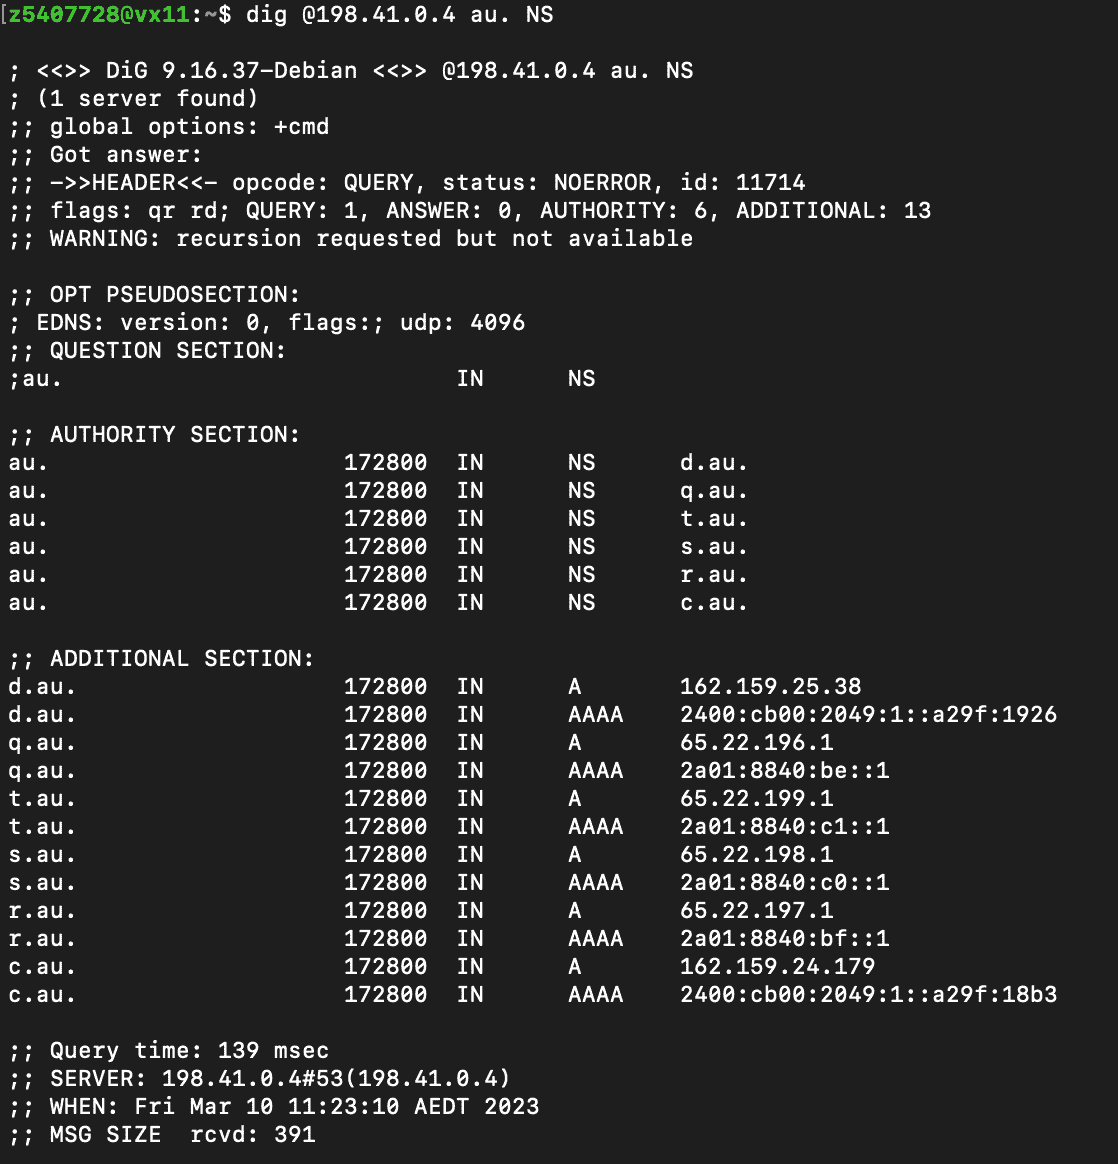 [z5407728@vx11:~$ dig @198.41.0.4 au. NS
; <<>> DiG 9.16.37-Debian <<>> @198.41.0.4 au. NS
; (1 server found)
;; global options: +cmd
;; Got answer:
;; ->>HEADER<<- opcode: QUERY, status: NOERROR, id: 11714
;; flags: qr rd; QUERY: 1, ANSWER: 0, AUTHORITY: 6, ADDITIONAL: 13
;; WARNING: recursion requested but not available
;; OPT PSEUDOSECTION:
; EDNS: version: 0, flags:; udp: 4096
;; QUESTION SECTION:
;au. IN NS
;; AUTHORITY SECTION:
au. 172800 IN NS d.au.
au. 172800 IN NS q.au.
au. 172800 IN NS t.au.
au. 172800 IN NS s.au.
au. 172800 IN NS r.au.
au. 172800 IN NS c.au.
;; ADDITIONAL SECTION:
d.au. 172800 IN A 162.159.25.38
d.au. 172800 IN AAAA 2400:cb00:2049:1::a29f:1926
q.au. 172800 IN A 65.22.196.1
q.au. 172800 IN AAAA 2a01:8840:be::1
t.au. 172800 IN A 65.22.199.1
t.au. 172800 IN AAAA 2a01:8840:c1::1
s.au. 172800 IN A 65.22.198.1
s.au. 172800 IN AAAA 2a01:8840:c0::1
r.au. 172800 IN A 65.22.197.1
r.au. 172800 IN AAAA 2a01:8840:bf::1
c.au. 172800 IN A 162.159.24.179
c.au. 172800 IN AAAA 2400:cb00:2049:1::a29f:18b3
;; Query time: 139 msec
;; SERVER: 198.41.0.4#53(198.41.0.4)
;; WHEN: Fri Mar 10 11:23:10 AEDT 2023
;; MSG SIZE  rcvd: 391